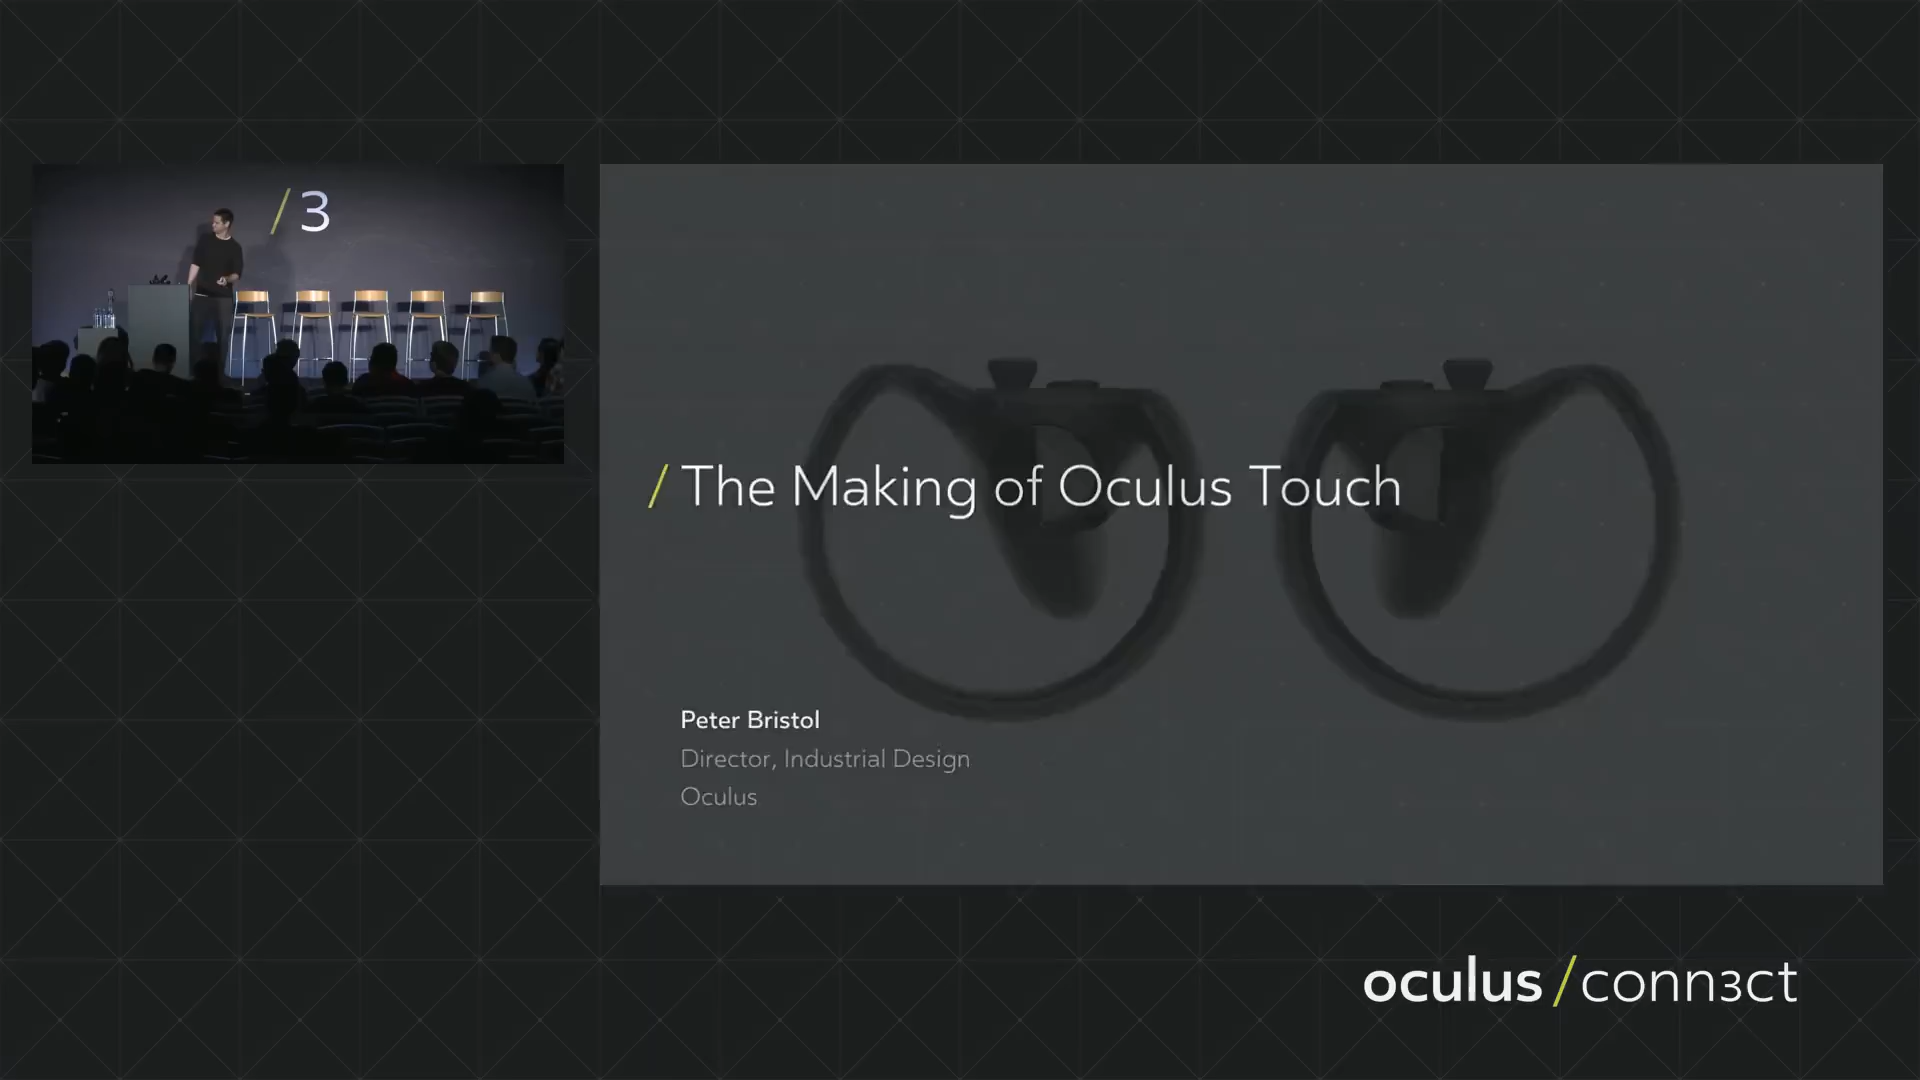 /3
/ The Making of Oculus Touch
Peter Bristol
Director, Industrial Design
Oculus
oculus / conn3ct